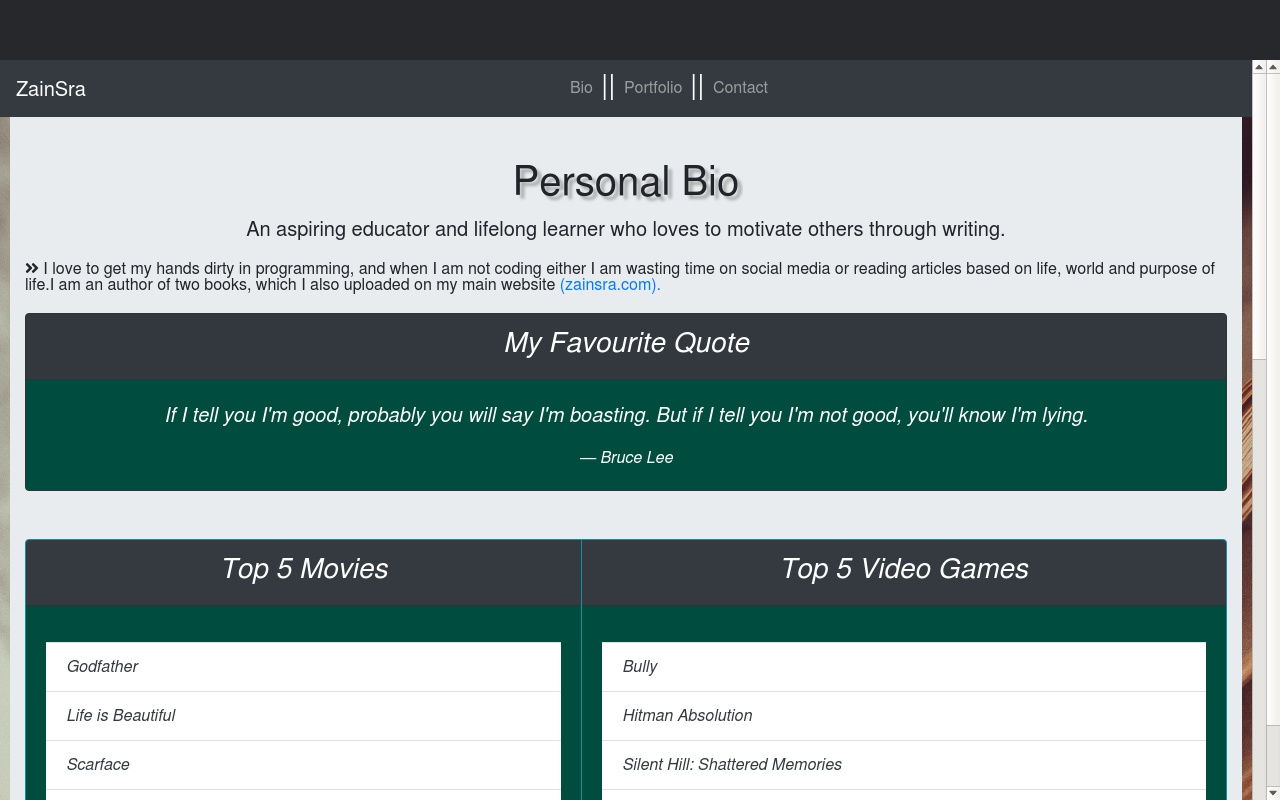 ZainSra
Bio
Portfolio
Contact
Personal Bio
An aspiring educator and lifelong learner who loves to motivate others through writing.
I love to get my hands dirty in programming, and when I am not coding either I am wasting time on social media or reading articles based on life, world and purpose of
life.I am an author of two books, which I also uploaded on my main website (zainsra.com).
My Favourite Quote
If I tell you I'm good, probably you will say I'm boasting. But if I tell you I'm not good, you'll know I'm lying.
— Bruce Lee
Top 5 Movies
Godfather
Life is Beautiful
Scarface
Top 5 Video Games
Bully
Hitman Absolution
Silent Hill: Shattered Memories